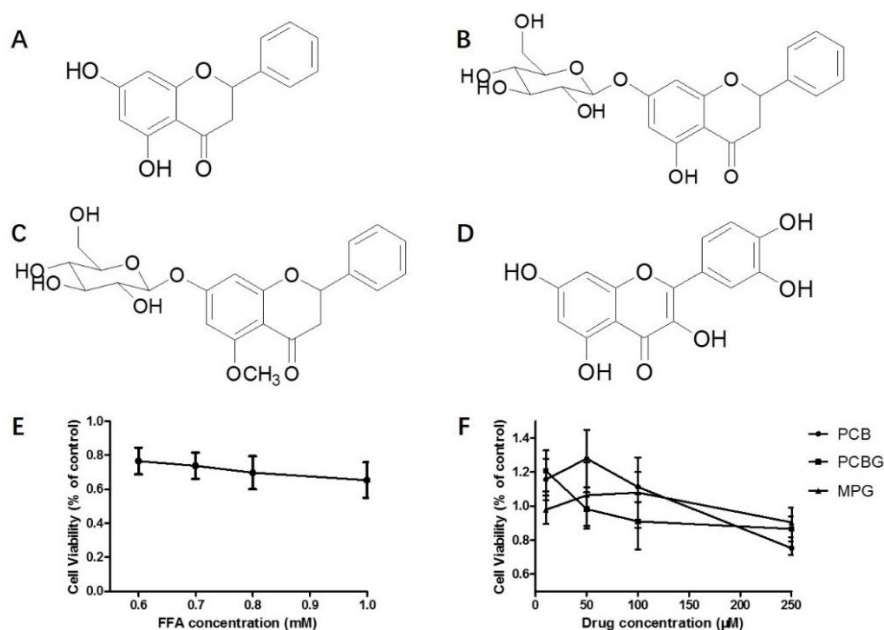 A
HO
O
OH
O
B
OH
HO
HO
OH
O
O
O
OH
O
C
OH
HO
HO
OH
O
O
O
OCH3
O
D
HO
O
OH
OH
OH
OH
O
E
Cell Viability (% of control)
1.0
0.8
0.6
0.4
0.2
0.0
0.6 0.7 0.8 0.9 1.0
FFA concentration (mM)
F
Cell Viability (% of control)
1.4
1.2
1.0
0.8
0.6
0 50 100 150 200 250
Drug concentration (μM)
PCB
PCBG
MPG